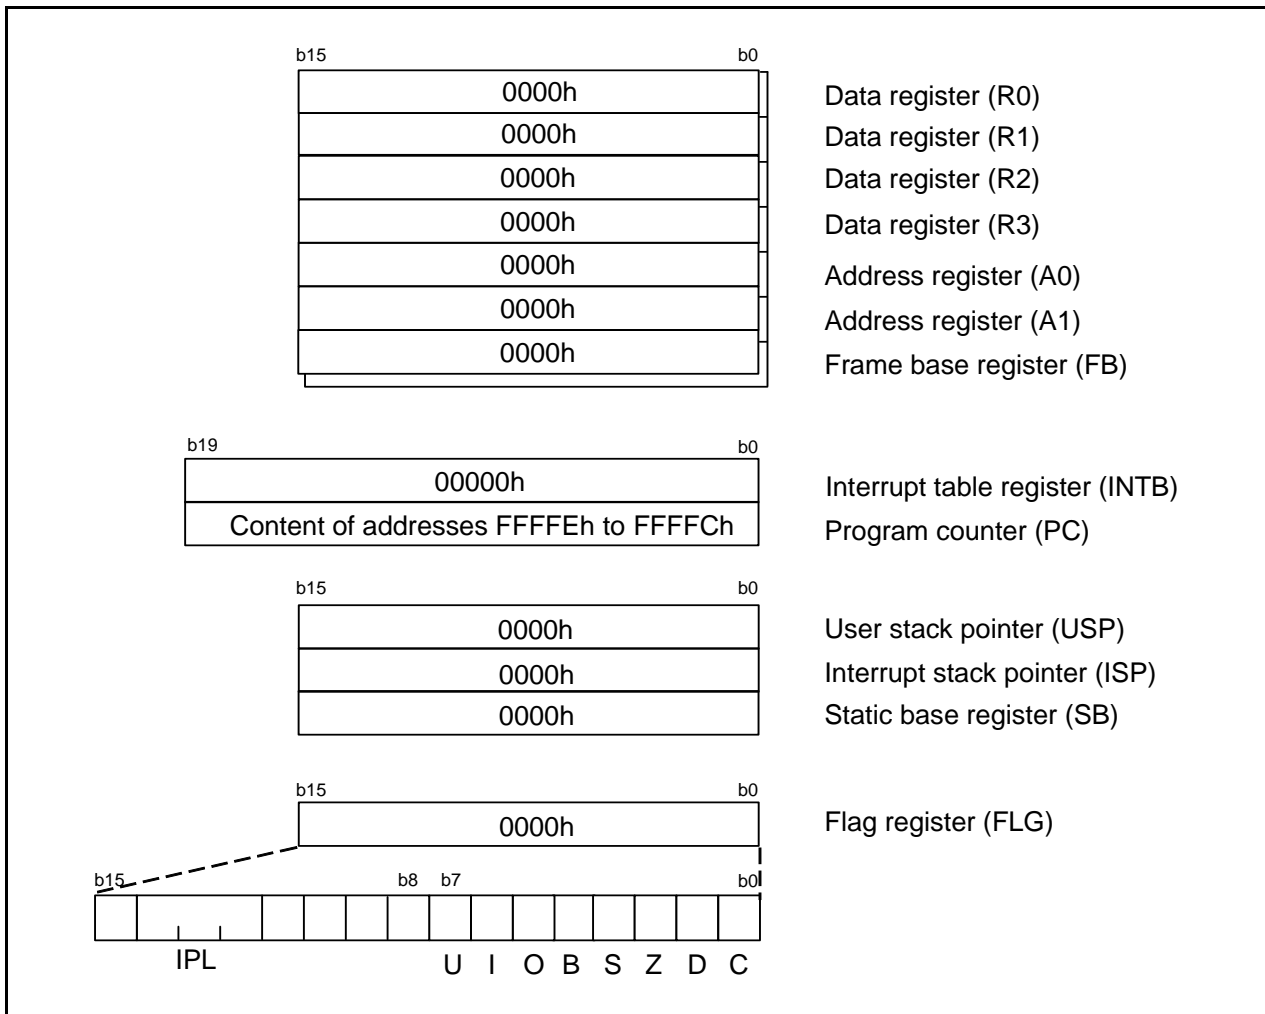 b15 b0
0000h Data register (R0)
0000h Data register (R1)
0000h Data register (R2)
0000h Data register (R3)
0000h Address register (A0)
0000h Address register (A1)
0000h Frame base register (FB)
b19 b0
00000h Interrupt table register (INTB)
Content of addresses FFFFEh to FFFFCh Program counter (PC)
b15 b0
0000h User stack pointer (USP)
0000h Interrupt stack pointer (ISP)
0000h Static base register (SB)
b15 b0
0000h Flag register (FLG)
b15 b8 b7 b0
IPL U I O B S Z D C